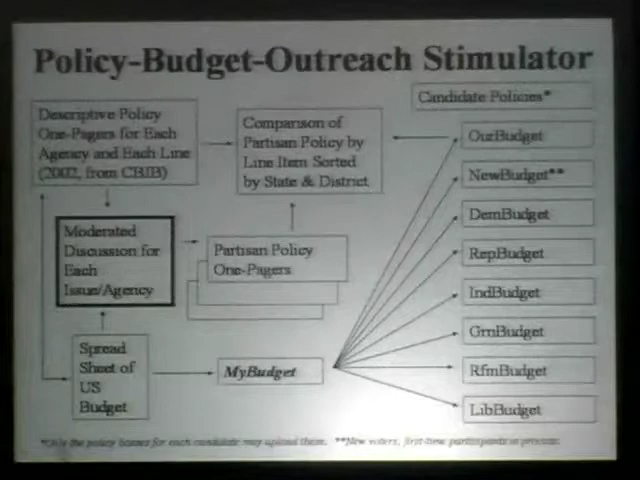 Policy-Budget-Outreach Stimulator
Candidate Policies*
Descriptive Policy
One-Pagers for Each
Agency and Each Line
(2002, from CBJB)
Comparison of
Partisan Policy by
Line Item Sorted
by State & District
OurBudget
NewBudget**
DemBudget
Moderated
Discussion for
Each
Issue/Agency
Partisan Policy
One-Pagers
RepBudget
IndBudget
GrnBudget
Spread
Sheet of
US
Budget
MyBudget
RfmBudget
LibBudget
*Only the policy bosses for each candidate may upload them. **New voters, first-time participants in process.